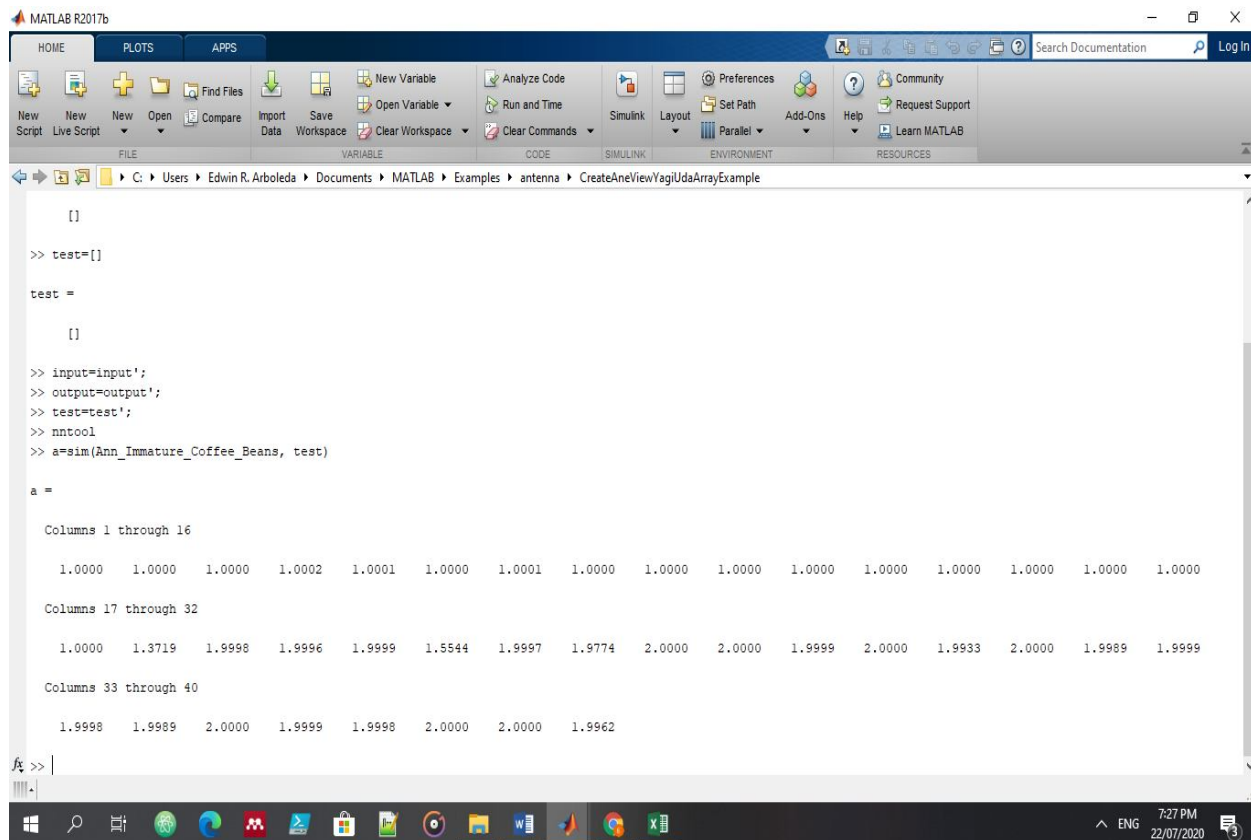 MATLAB R2017b
HOME PLOTS APPS
Search Documentation
Log In
New Script
New Live Script
New
Open
Find Files
Compare
Import Data
Save Workspace
New Variable
Open Variable
Clear Workspace
Analyze Code
Run and Time
Clear Commands
Simulink
Layout
Preferences
Set Path
Parallel
Add-Ons
Help
Community
Request Support
Learn MATLAB
FILE VARIABLE CODE SIMULINK ENVIRONMENT RESOURCES
C: Users Edwin R. Arboleda Documents MATLAB Examples antenna CreateAneViewYagiUdaArrayExample
[]
>> test=[]
test =
[]
>> input=input';
>> output=output';
>> test=test';
>> nntool
>> a=sim(Ann_Immature_Coffee_Beans, test)
a =
Columns 1 through 16
1.0000 1.0000 1.0000 1.0002 1.0001 1.0000 1.0001 1.0000 1.0000 1.0000 1.0000 1.0000 1.0000 1.0000 1.0000 1.0000
Columns 17 through 32
1.0000 1.3719 1.9998 1.9996 1.9999 1.5544 1.9997 1.9774 2.0000 2.0000 1.9999 2.0000 1.9933 2.0000 1.9989 1.9999
Columns 33 through 40
1.9998 1.9989 2.0000 1.9999 1.9998 2.0000 2.0000 1.9962
fx >>
ENG
7:27 PM
22/07/2020